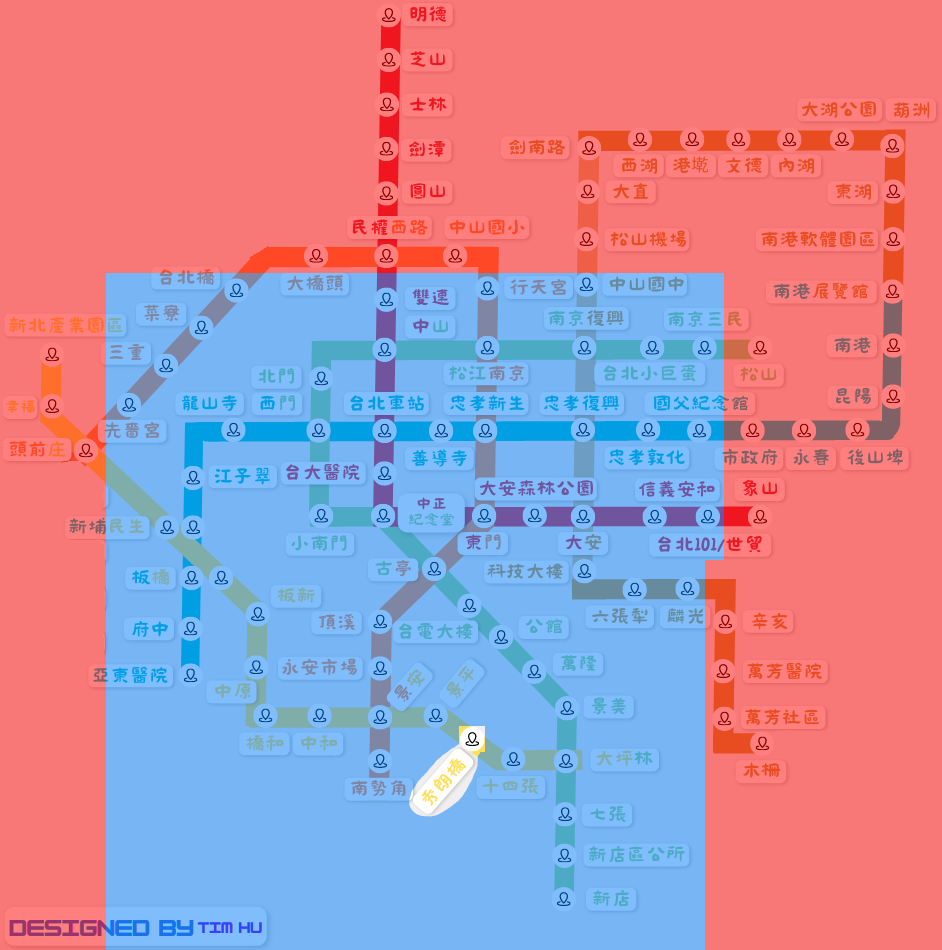 明德
芝山
士林
大湖公園 葫洲
劍潭
劍南路
西湖 港墘 文德 內湖
圓山
大直
東湖
民權西路 中山國小
松山機場
南港軟體園區
台北橋
大橋頭
行天宮
中山國中
南港展覽館
雙連
菜寮
新北產業園區
中山
南京復興
南京三民
三重
南港
北門
松江南京
台北小巨蛋
松山
幸福
龍山寺 西門
台北車站
忠孝新生
忠孝復興
國父紀念館
昆陽
先嗇宮
頭前庄
善導寺
忠孝敦化
市政府 永春 後山埤
江子翠
台大醫院
大安森林公園
信義安和
象山
中正
紀念堂
新埔民生
小南門
東門
大安
台北101/世貿
板橋
古亭
科技大樓
板新
六張犁
麟光
辛亥
頂溪
府中
台電大樓
公館
亞東醫院
永安市場
萬隆
萬芳醫院
中原
景安
景平
景美
萬芳社區
橋和
中和
大坪林
木柵
南勢角
秀朗橋
十四張
七張
新店區公所
新店
DESIGNED BY TIM HU